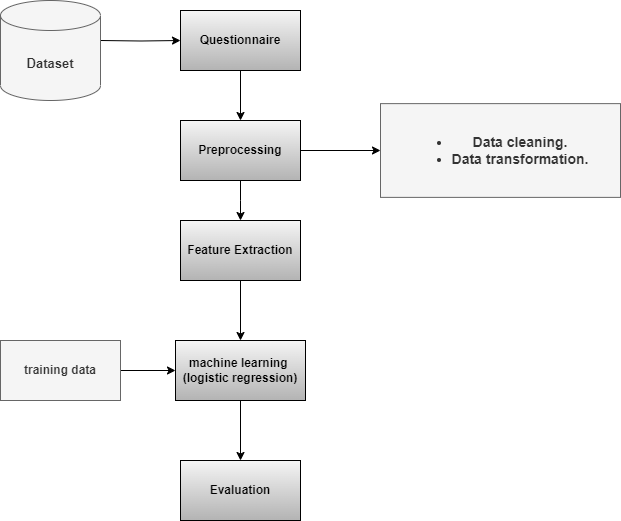 Dataset
Questionnaire
Preprocessing
• Data cleaning.
• Data transformation.
Feature Extraction
training data
machine learning
(logistic regression)
Evaluation